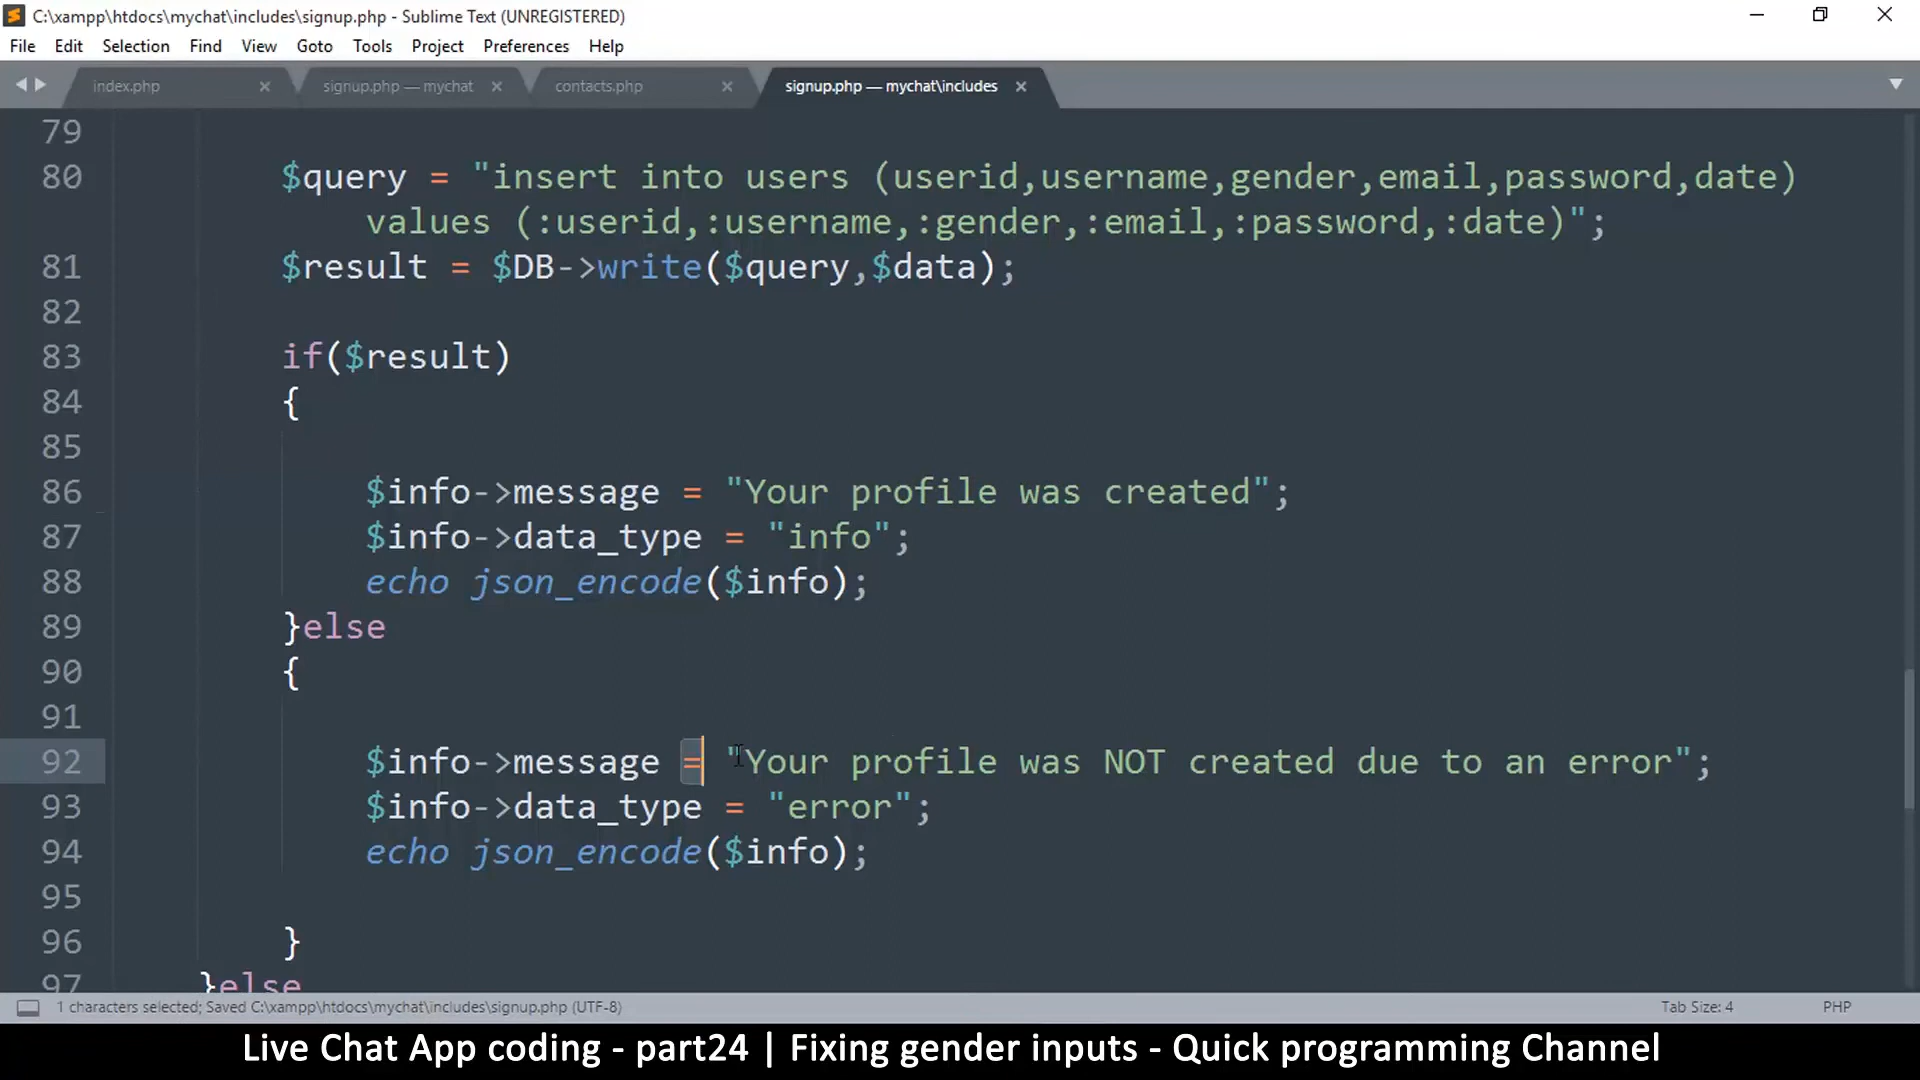 C:\xampp\htdocs\mychat\includes\signup.php - Sublime Text (UNREGISTERED)
File Edit Selection Find View Goto Tools Project Preferences Help
index.php signup.php — mychat contacts.php signup.php — mychat\includes
79
80 $query = "insert into users (userid,username,gender,email,password,date)
values (:userid,:username,:gender,:email,:password,:date)";
81 $result = $DB->write($query,$data);
82
83 if($result)
84 {
85
86 $info->message = "Your profile was created";
87 $info->data_type = "info";
88 echo json_encode($info);
89 }else
90 {
91
92 $info->message = "Your profile was NOT created due to an error";
93 $info->data_type = "error";
94 echo json_encode($info);
95
96 }
97 }else
1 characters selected; Saved C:\xampp\htdocs\mychat\includes\signup.php (UTF-8) Tab Size: 4 PHP
Live Chat App coding - part24 | Fixing gender inputs - Quick programming Channel